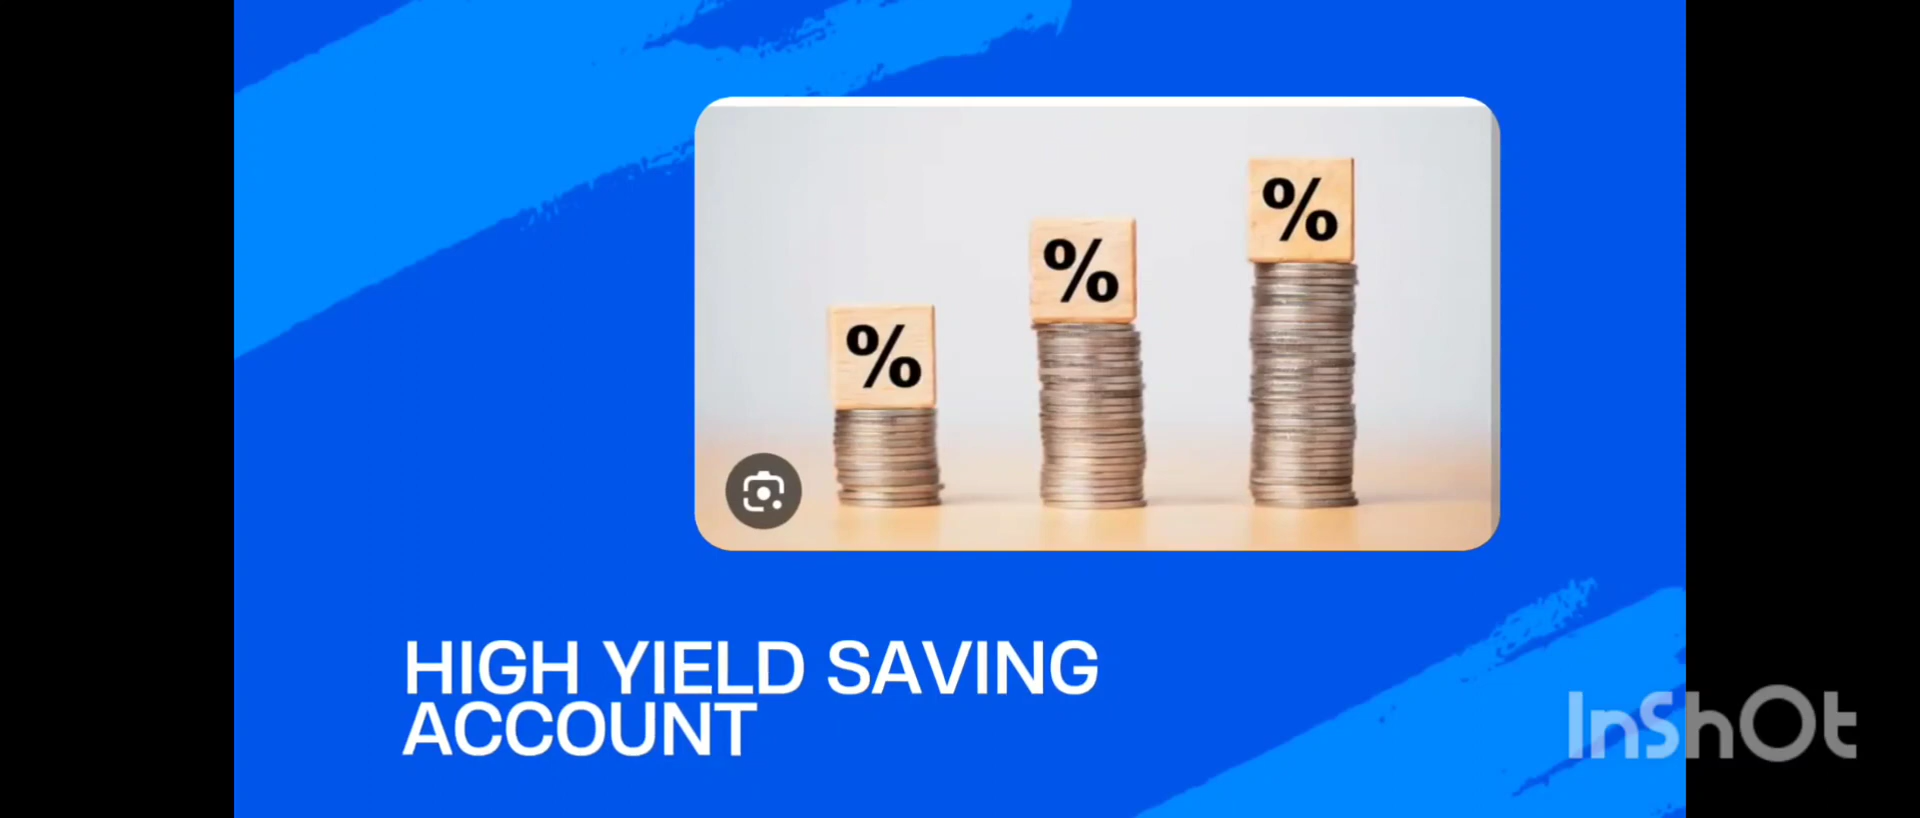 %
%
%
HIGH YIELD SAVING
ACCOUNT
InShOt